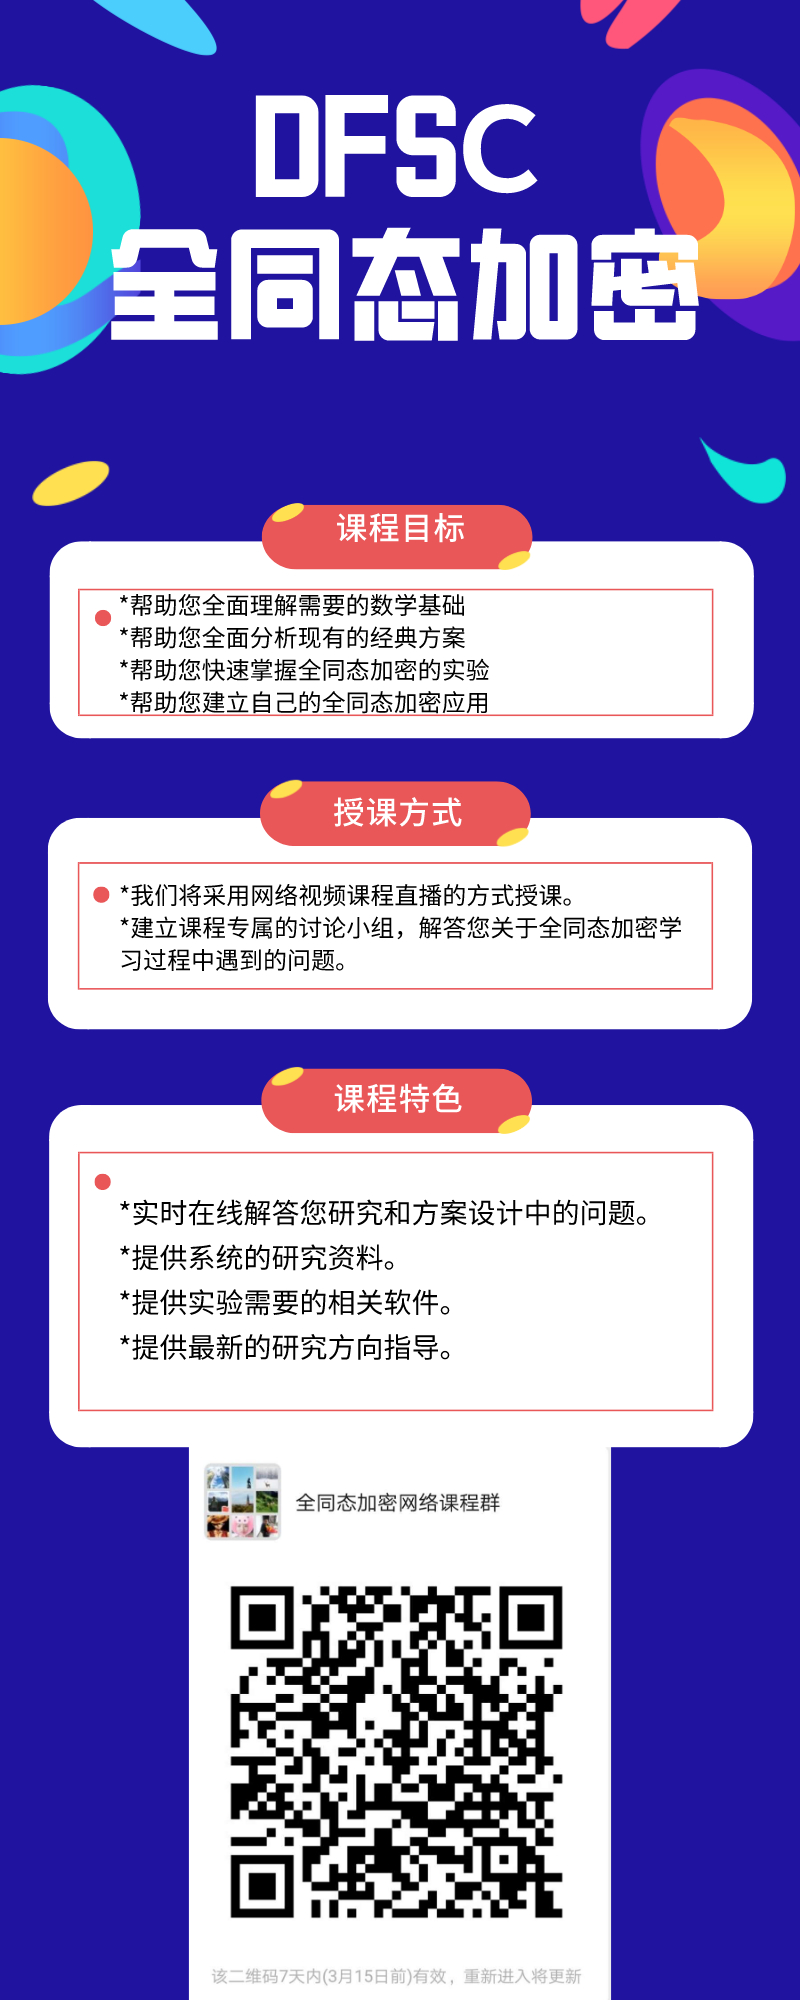 DFSC
全同态加密
课程目标
*帮助您全面理解需要的数学基础
*帮助您全面分析现有的经典方案
*帮助您快速掌握全同态加密的实验
*帮助您建立自己的全同态加密应用
授课方式
*我们将采用网络视频课程直播的方式授课。
*建立课程专属的讨论小组，解答您关于全同态加密学
习过程中遇到的问题。
课程特色
*实时在线解答您研究和方案设计中的问题。
*提供系统的研究资料。
*提供实验需要的相关软件。
*提供最新的研究方向指导。
全同态加密网络课程群
该二维码7天内(3月15日前)有效，重新进入将更新